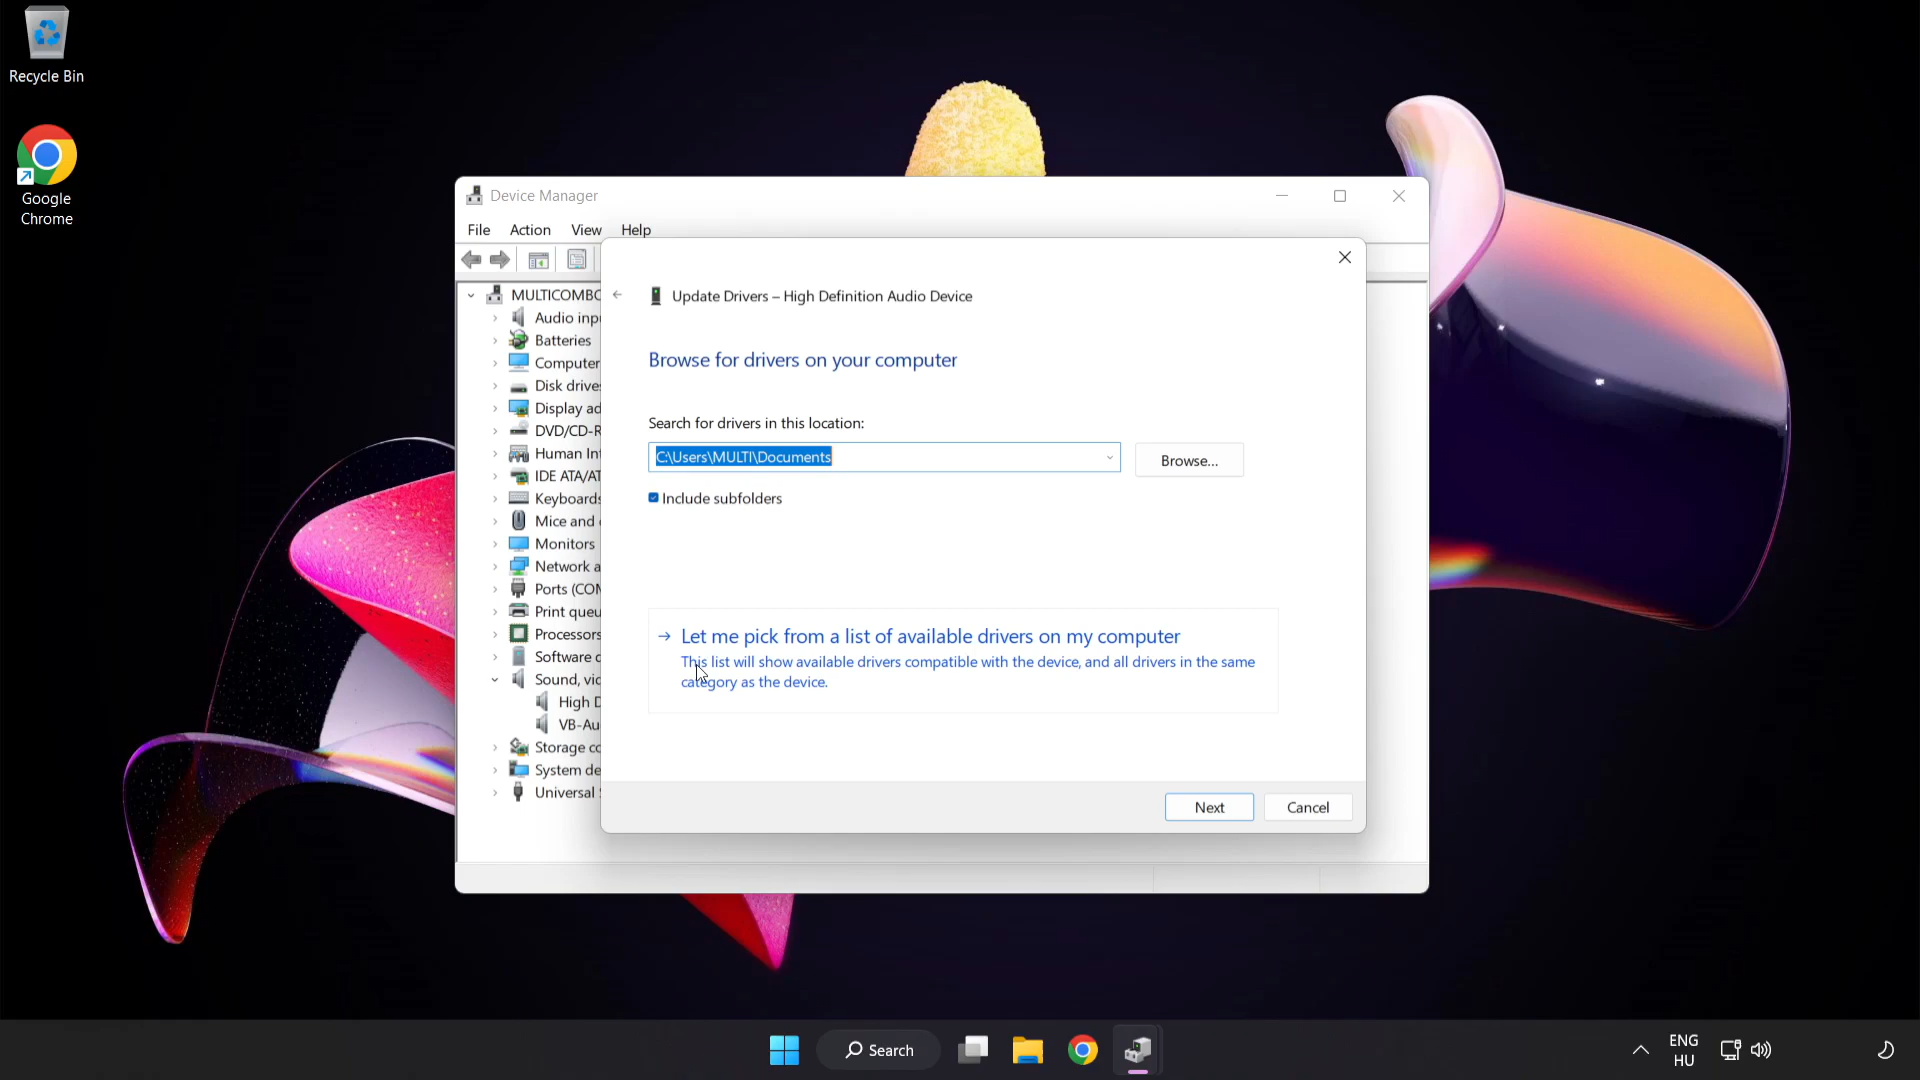 Recycle Bin
Google
Chrome
Device Manager
File Action View Help
MULTICOMBO
Audio inp
Batteries
Computer
Disk drives
Display ad
DVD/CD-R
Human Int
IDE ATA/AT
Keyboards
Mice and
Monitors
Network a
Ports (COM
Print queu
Processors
Software d
Sound, vid
High D
VB-Au
Storage co
System de
Universal
Update Drivers – High Definition Audio Device
Browse for drivers on your computer
Search for drivers in this location:
C:\Users\MULTI\Documents
Browse...
Include subfolders
Let me pick from a list of available drivers on my computer
This list will show available drivers compatible with the device, and all drivers in the same
category as the device.
Next Cancel
Search
ENG
HU